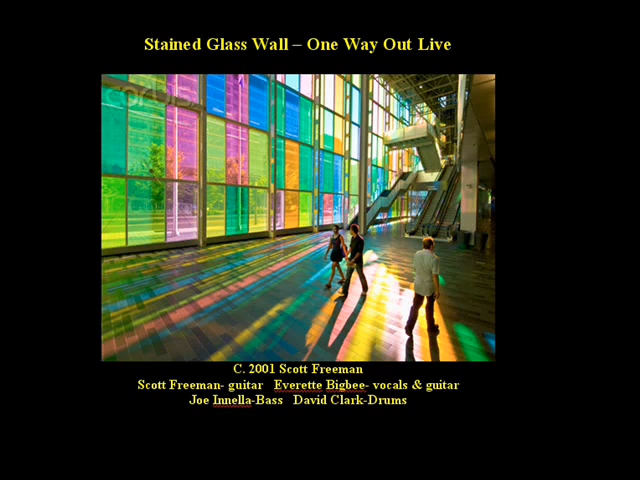 Stained Glass Wall – One Way Out Live
corbis
C. 2001 Scott Freeman
Scott Freeman- guitar   Everette Bigbee- vocals & guitar
Joe Innella-Bass   David Clark-Drums